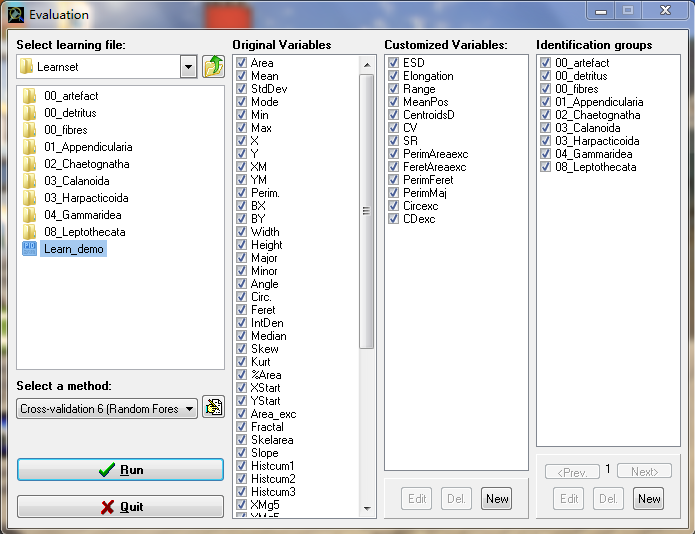 Evaluation
Select learning file:
Learnset
00_artefact
00_detritus
00_fibres
01_Appendicularia
02_Chaetognatha
03_Calanoida
03_Harpacticoida
04_Gammaridea
08_Leptothecata
Learn_demo
Select a method:
Cross-validation 6 (Random Fores
Run
Quit
Original Variables
Area
Mean
StdDev
Mode
Min
Max
X
Y
XM
YM
Perim.
BX
BY
Width
Height
Major
Minor
Angle
Circ.
Feret
IntDen
Median
Skew
Kurt
%Area
XStart
YStart
Area_exc
Fractal
Skelarea
Slope
Histcum1
Histcum2
Histcum3
XMg5
YMg5
Customized Variables:
ESD
Elongation
Range
MeanPos
CentroidsD
CV
SR
PerimAreaexc
FeretAreaexc
PerimFeret
PerimMaj
Circexc
CDexc
Edit Del. New
Identification groups
00_artefact
00_detritus
00_fibres
01_Appendicularia
02_Chaetognatha
03_Calanoida
03_Harpacticoida
04_Gammaridea
08_Leptothecata
<Prev. 1 Next>
Edit Del. New